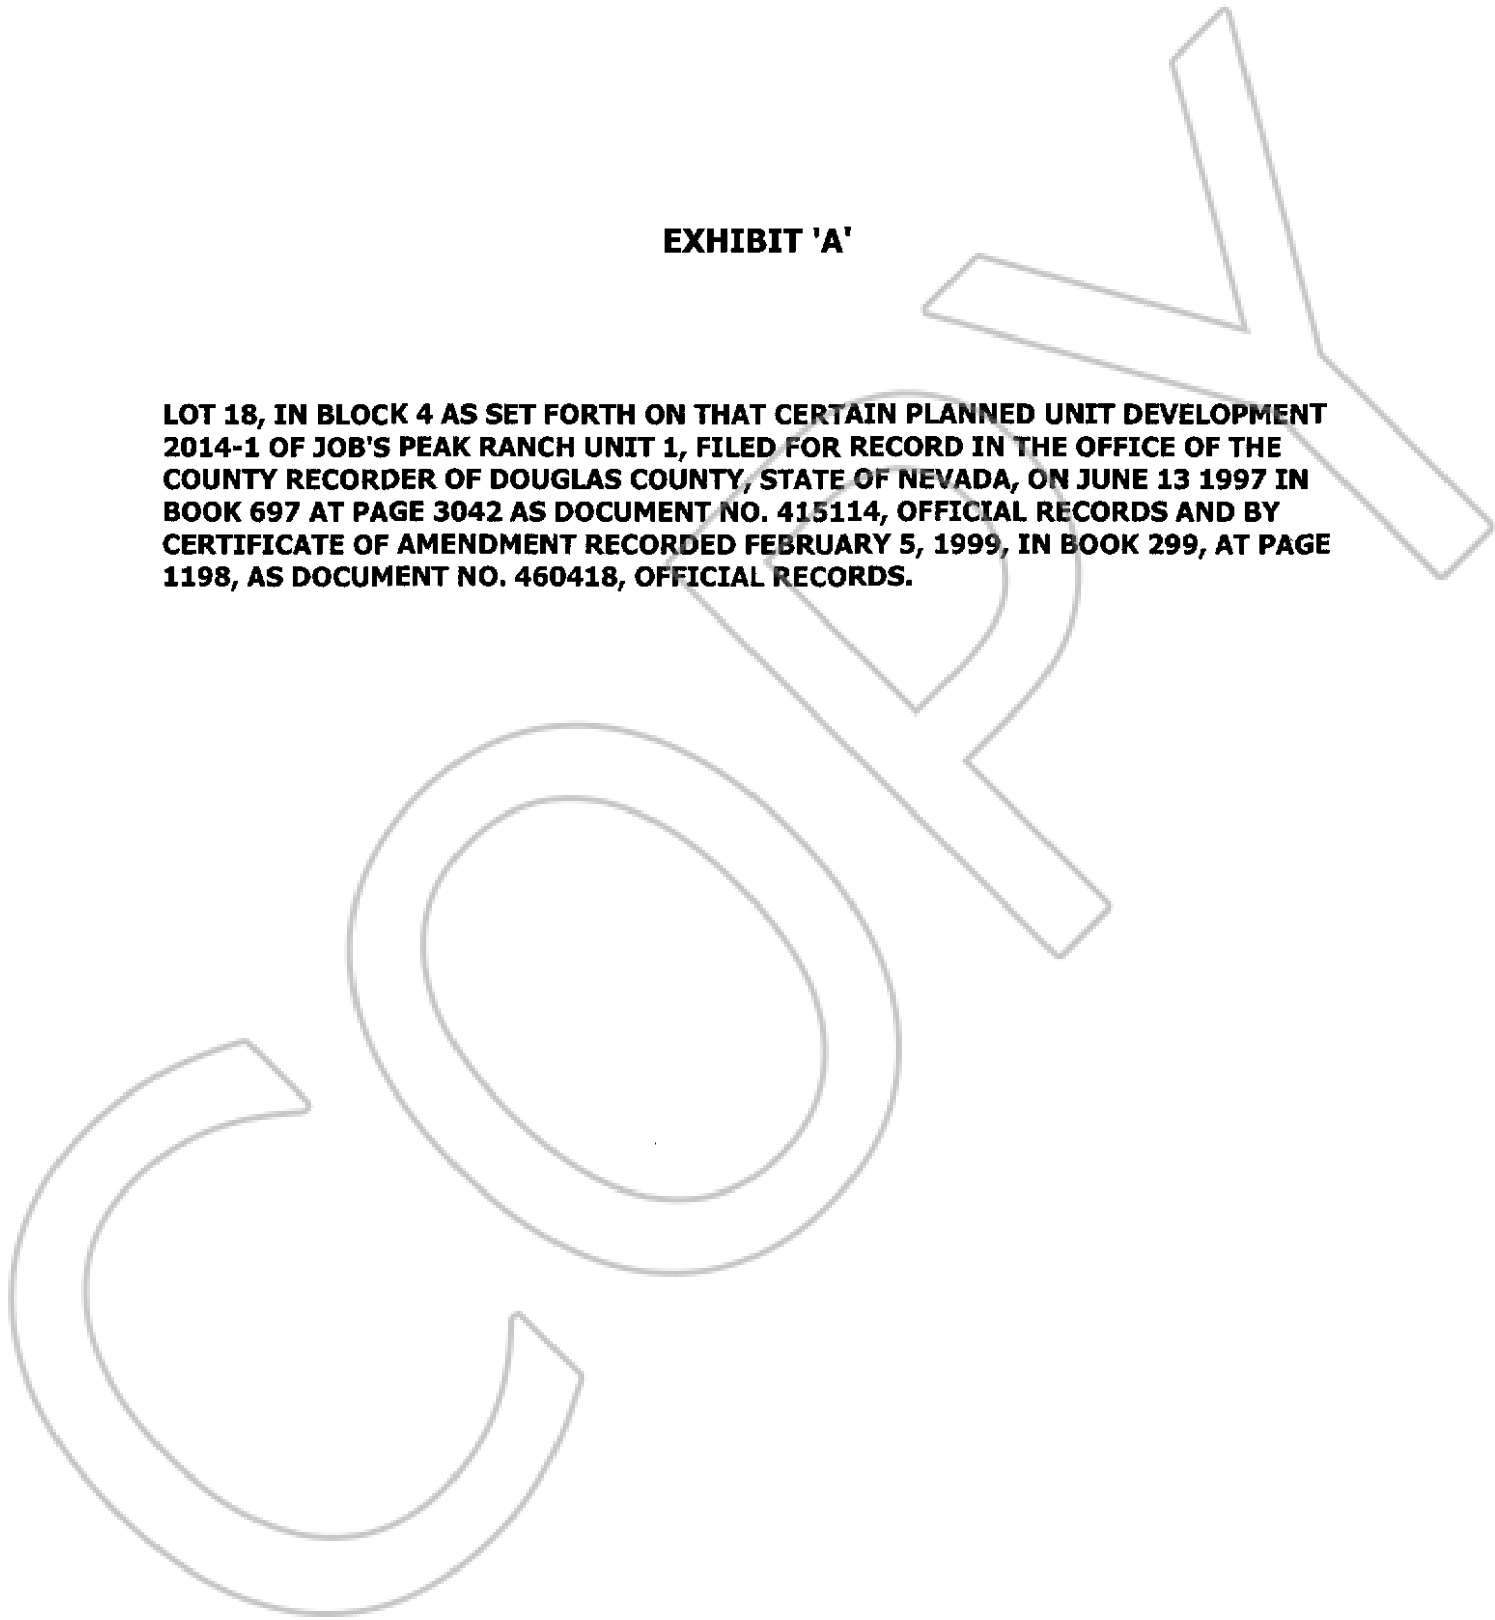 EXHIBIT 'A'
LOT 18, IN BLOCK 4 AS SET FORTH ON THAT CERTAIN PLANNED UNIT DEVELOPMENT
2014-1 OF JOB'S PEAK RANCH UNIT 1, FILED FOR RECORD IN THE OFFICE OF THE
COUNTY RECORDER OF DOUGLAS COUNTY, STATE OF NEVADA, ON JUNE 13 1997 IN
BOOK 697 AT PAGE 3042 AS DOCUMENT NO. 415114, OFFICIAL RECORDS AND BY
CERTIFICATE OF AMENDMENT RECORDED FEBRUARY 5, 1999, IN BOOK 299, AT PAGE
1198, AS DOCUMENT NO. 460418, OFFICIAL RECORDS.
COPY